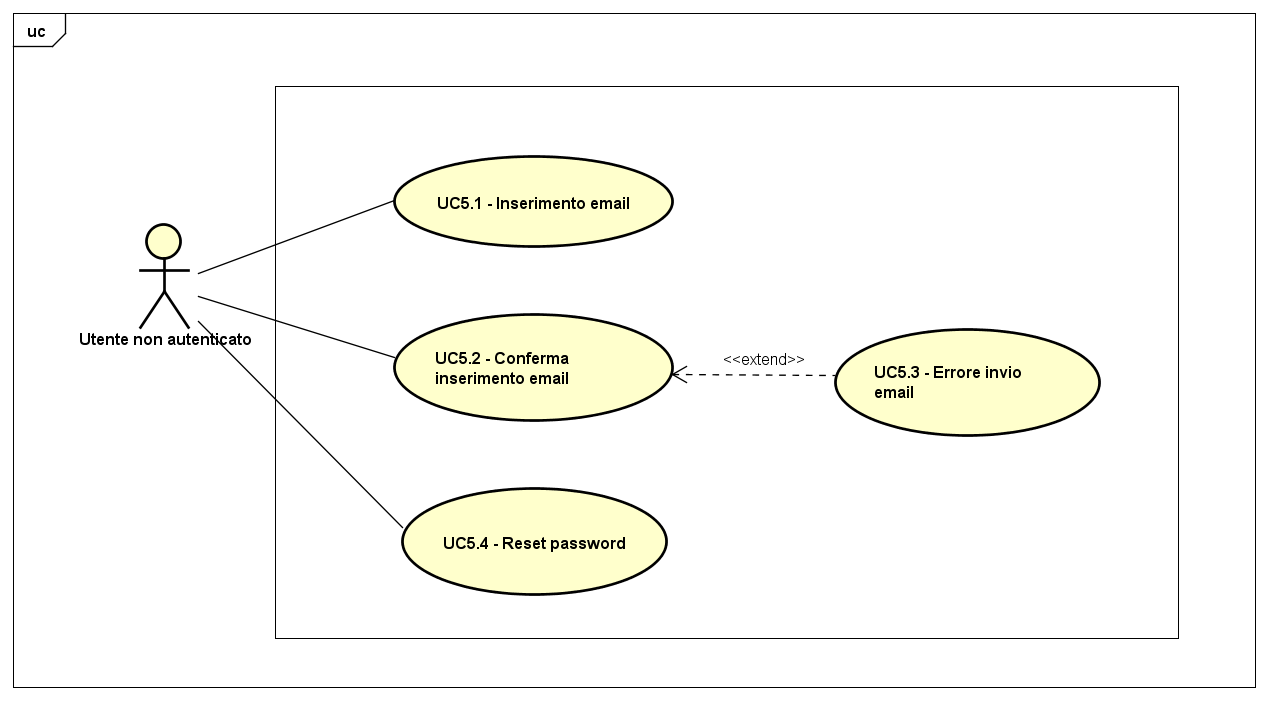 uc
UC5.1 - Inserimento email
Utente non autenticato
UC5.2 - Conferma
inserimento email
<<extend>>
UC5.3 - Errore invio
email
UC5.4 - Reset password